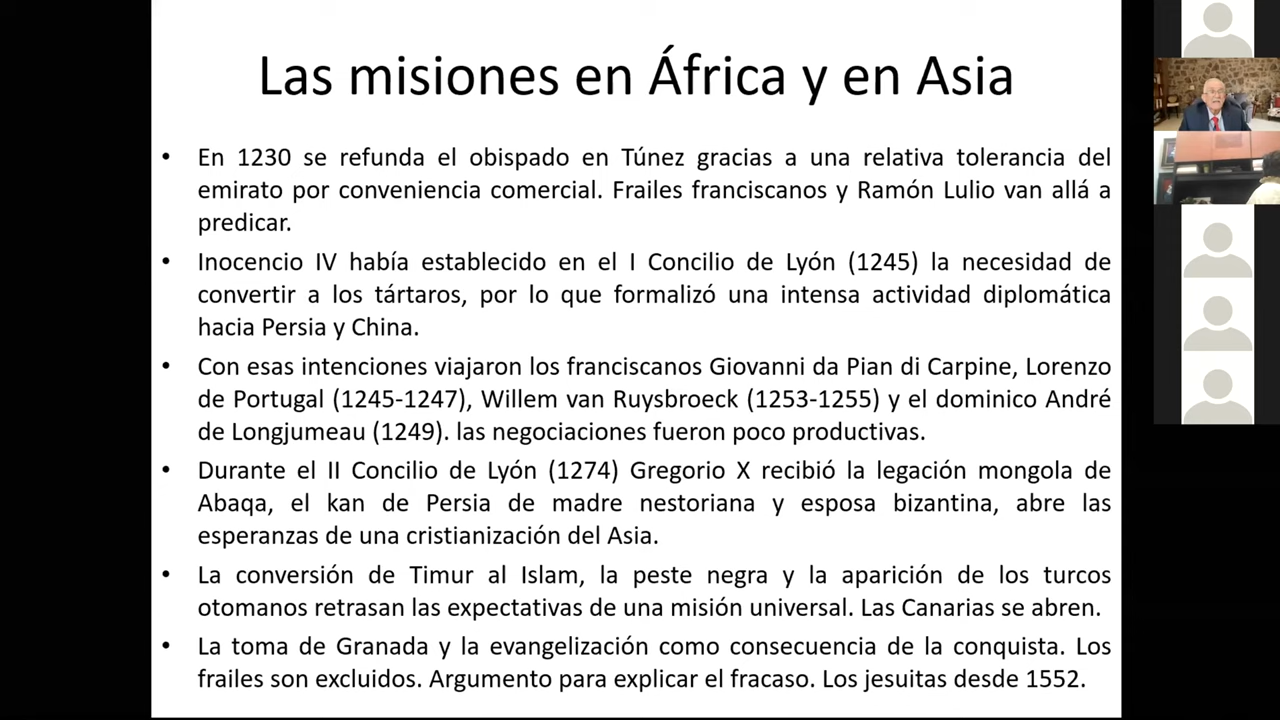 Las misiones en África y en Asia
• En 1230 se refunda el obispado en Túnez gracias a una relativa tolerancia del
emirato por conveniencia comercial. Frailes franciscanos y Ramón Lulio van allá a
predicar.
• Inocencio IV había establecido en el I Concilio de Lyón (1245) la necesidad de
convertir a los tártaros, por lo que formalizó una intensa actividad diplomática
hacia Persia y China.
• Con esas intenciones viajaron los franciscanos Giovanni da Pian di Carpine, Lorenzo
de Portugal (1245-1247), Willem van Ruysbroeck (1253-1255) y el dominico André
de Longjumeau (1249). las negociaciones fueron poco productivas.
• Durante el II Concilio de Lyón (1274) Gregorio X recibió la legación mongola de
Abaqa, el kan de Persia de madre nestoriana y esposa bizantina, abre las
esperanzas de una cristianización del Asia.
• La conversión de Timur al Islam, la peste negra y la aparición de los turcos
otomanos retrasan las expectativas de una misión universal. Las Canarias se abren.
• La toma de Granada y la evangelización como consecuencia de la conquista. Los
frailes son excluidos. Argumento para explicar el fracaso. Los jesuitas desde 1552.